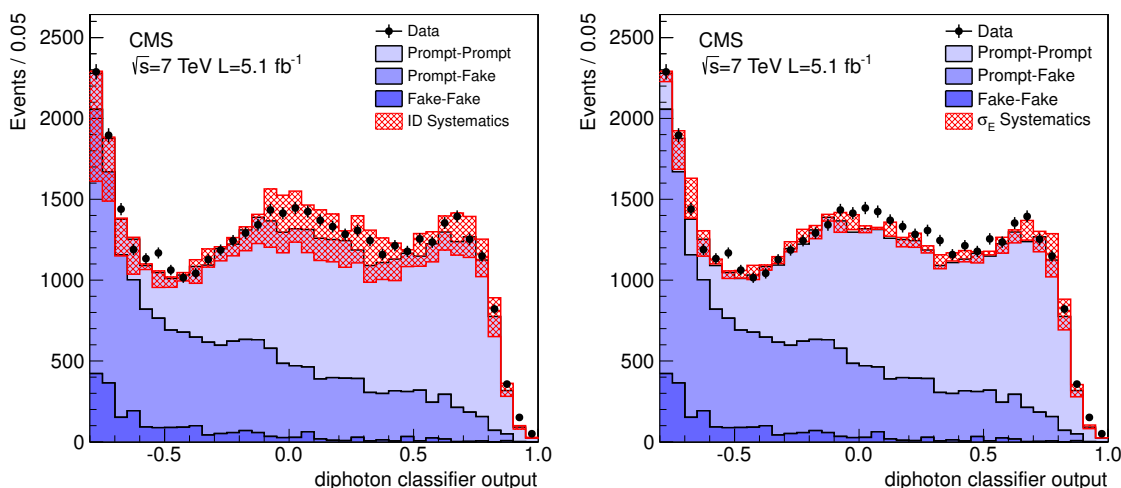 2500
2000
1500
1000
500
0
Events / 0.05
CMS
√s=7 TeV L=5.1 fb⁻¹
Data
Prompt-Prompt
Prompt-Fake
Fake-Fake
ID Systematics
-0.5
0.0
0.5
1.0
diphoton classifier output
2500
2000
1500
1000
500
0
Events / 0.05
CMS
√s=7 TeV L=5.1 fb⁻¹
Data
Prompt-Prompt
Prompt-Fake
Fake-Fake
σ_E Systematics
-0.5
0.0
0.5
1.0
diphoton classifier output